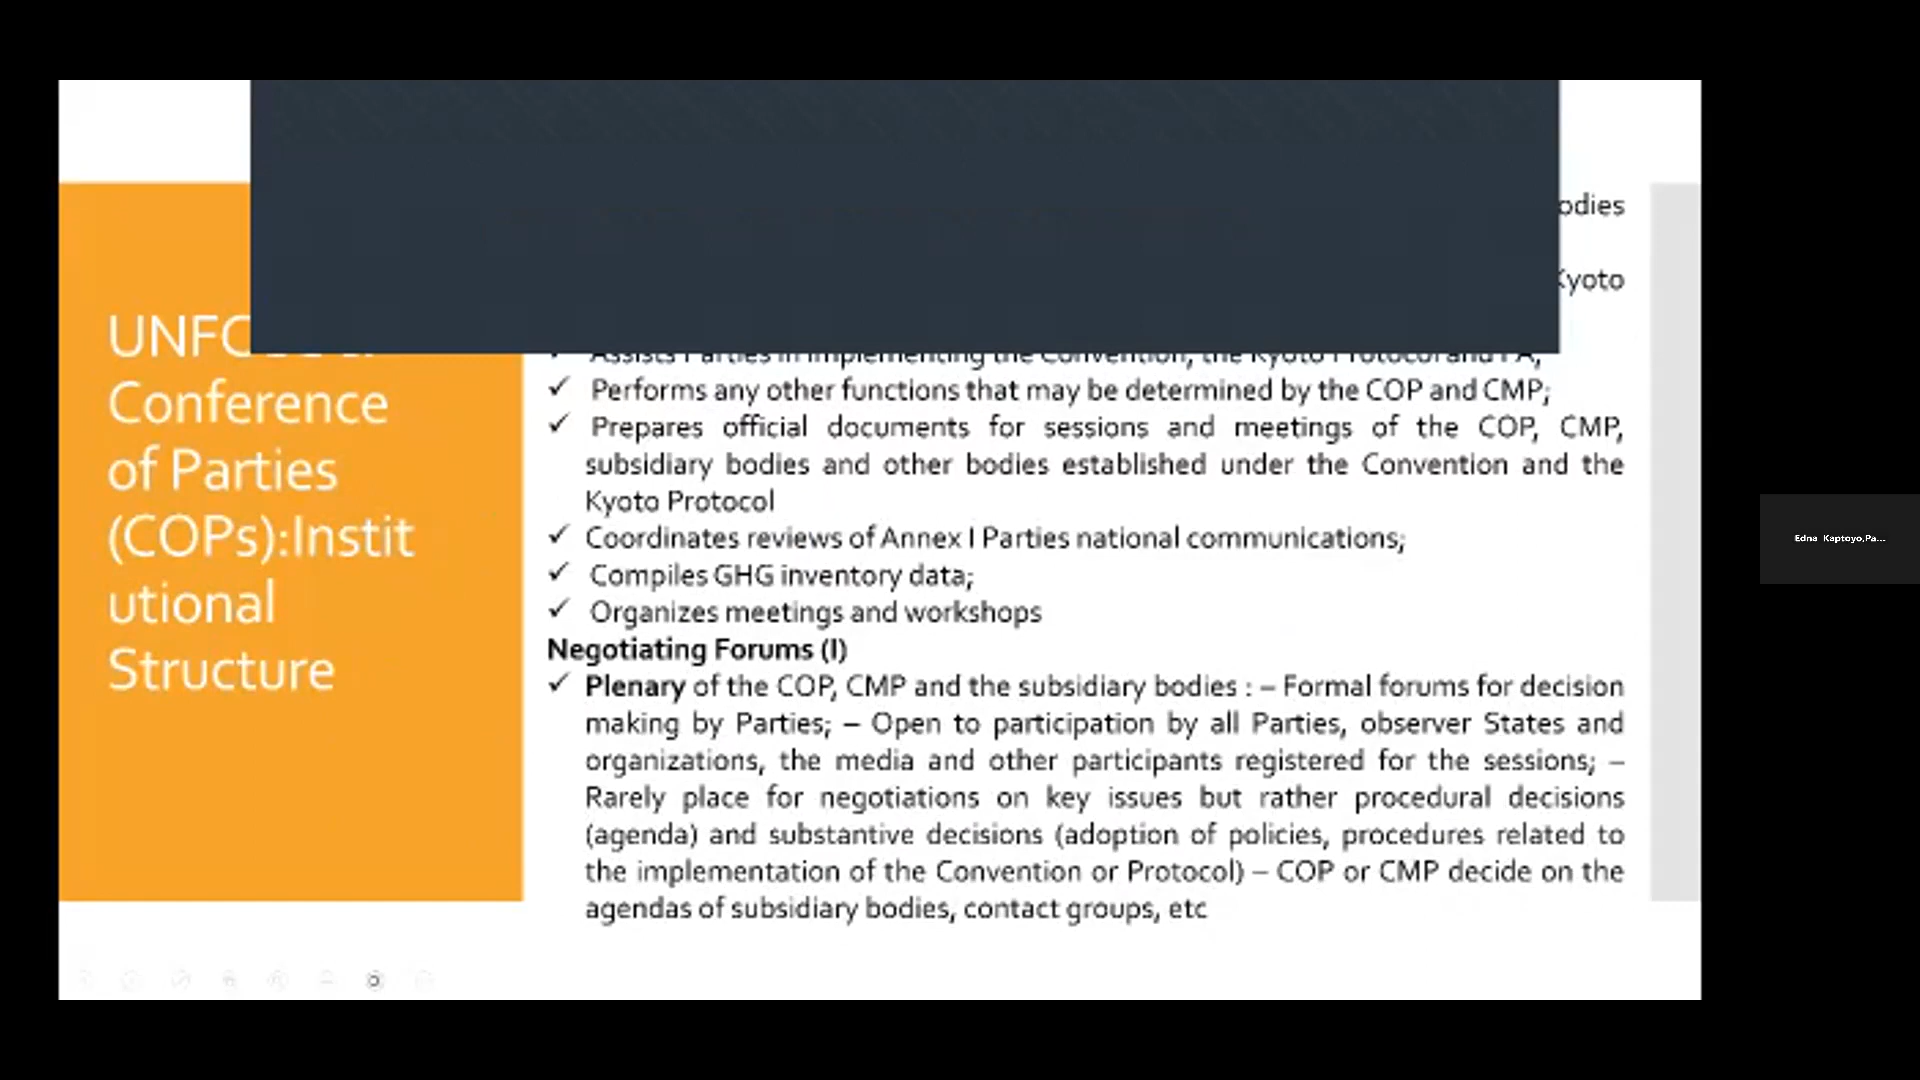 UNFC
Conference
of Parties
(COPs):Instit
utional
Structure
odies
Kyoto
Assists Parties in implementing the Convention, the Kyoto Protocol and PA;
✓ Performs any other functions that may be determined by the COP and CMP;
✓ Prepares official documents for sessions and meetings of the COP, CMP,
subsidiary bodies and other bodies established under the Convention and the
Kyoto Protocol
✓ Coordinates reviews of Annex I Parties national communications;
✓ Compiles GHG inventory data;
✓ Organizes meetings and workshops
Negotiating Forums (I)
✓ Plenary of the COP, CMP and the subsidiary bodies : – Formal forums for decision
making by Parties; – Open to participation by all Parties, observer States and
organizations, the media and other participants registered for the sessions; –
Rarely place for negotiations on key issues but rather procedural decisions
(agenda) and substantive decisions (adoption of policies, procedures related to
the implementation of the Convention or Protocol) – COP or CMP decide on the
agendas of subsidiary bodies, contact groups, etc
Edna Kaptoyo,Pa...